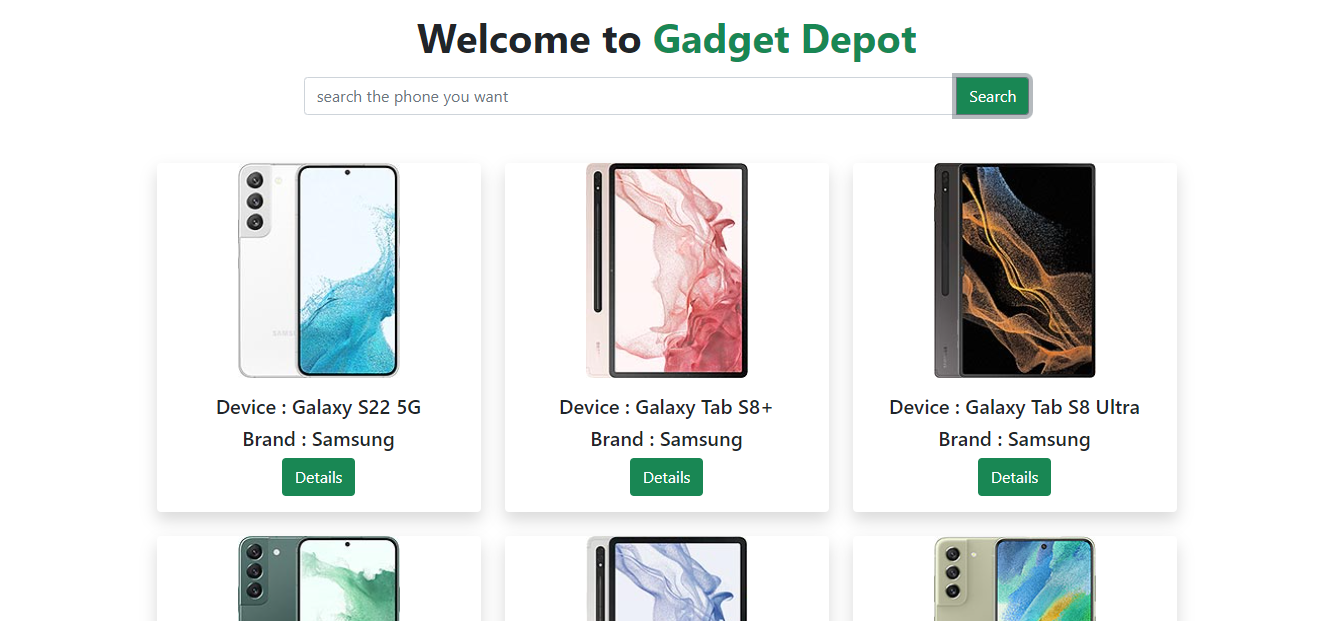 Welcome to Gadget Depot
search the phone you want
Search
Device : Galaxy S22 5G
Brand : Samsung
Details
Device : Galaxy Tab S8+
Brand : Samsung
Details
Device : Galaxy Tab S8 Ultra
Brand : Samsung
Details